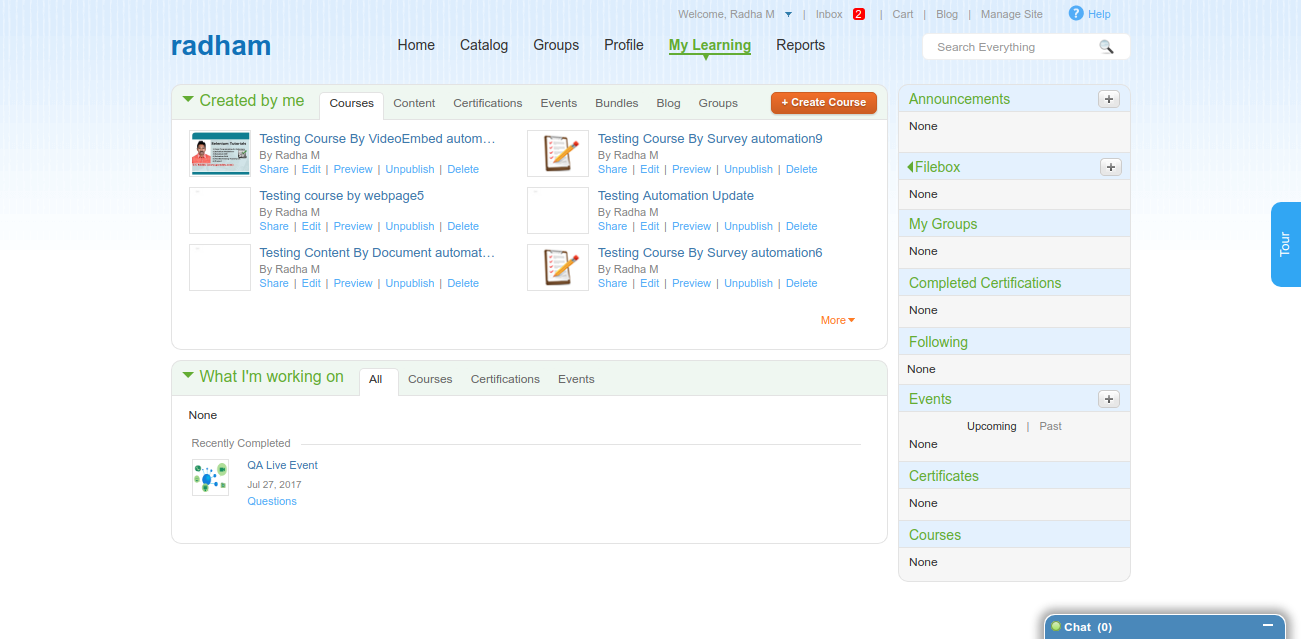 Welcome, Radha M | Inbox 2 | Cart | Blog | Manage Site ? Help
radham
Home Catalog Groups Profile My Learning Reports
Search Everything
Created by me Courses Content Certifications Events Bundles Blog Groups + Create Course
Testing Course By VideoEmbed autom…
By Radha M
Share | Edit | Preview | Unpublish | Delete
Testing Course By Survey automation9
By Radha M
Share | Edit | Preview | Unpublish | Delete
Testing course by webpage5
By Radha M
Share | Edit | Preview | Unpublish | Delete
Testing Automation Update
By Radha M
Share | Edit | Preview | Unpublish | Delete
Testing Content By Document automat…
By Radha M
Share | Edit | Preview | Unpublish | Delete
Testing Course By Survey automation6
By Radha M
Share | Edit | Preview | Unpublish | Delete
More
What I'm working on All Courses Certifications Events
None
Recently Completed
QA Live Event
Jul 27, 2017
Questions
Announcements +
None
Filebox +
None
My Groups
None
Completed Certifications
None
Following
None
Events +
Upcoming | Past
None
Certificates
None
Courses
None
Tour
Chat (0)